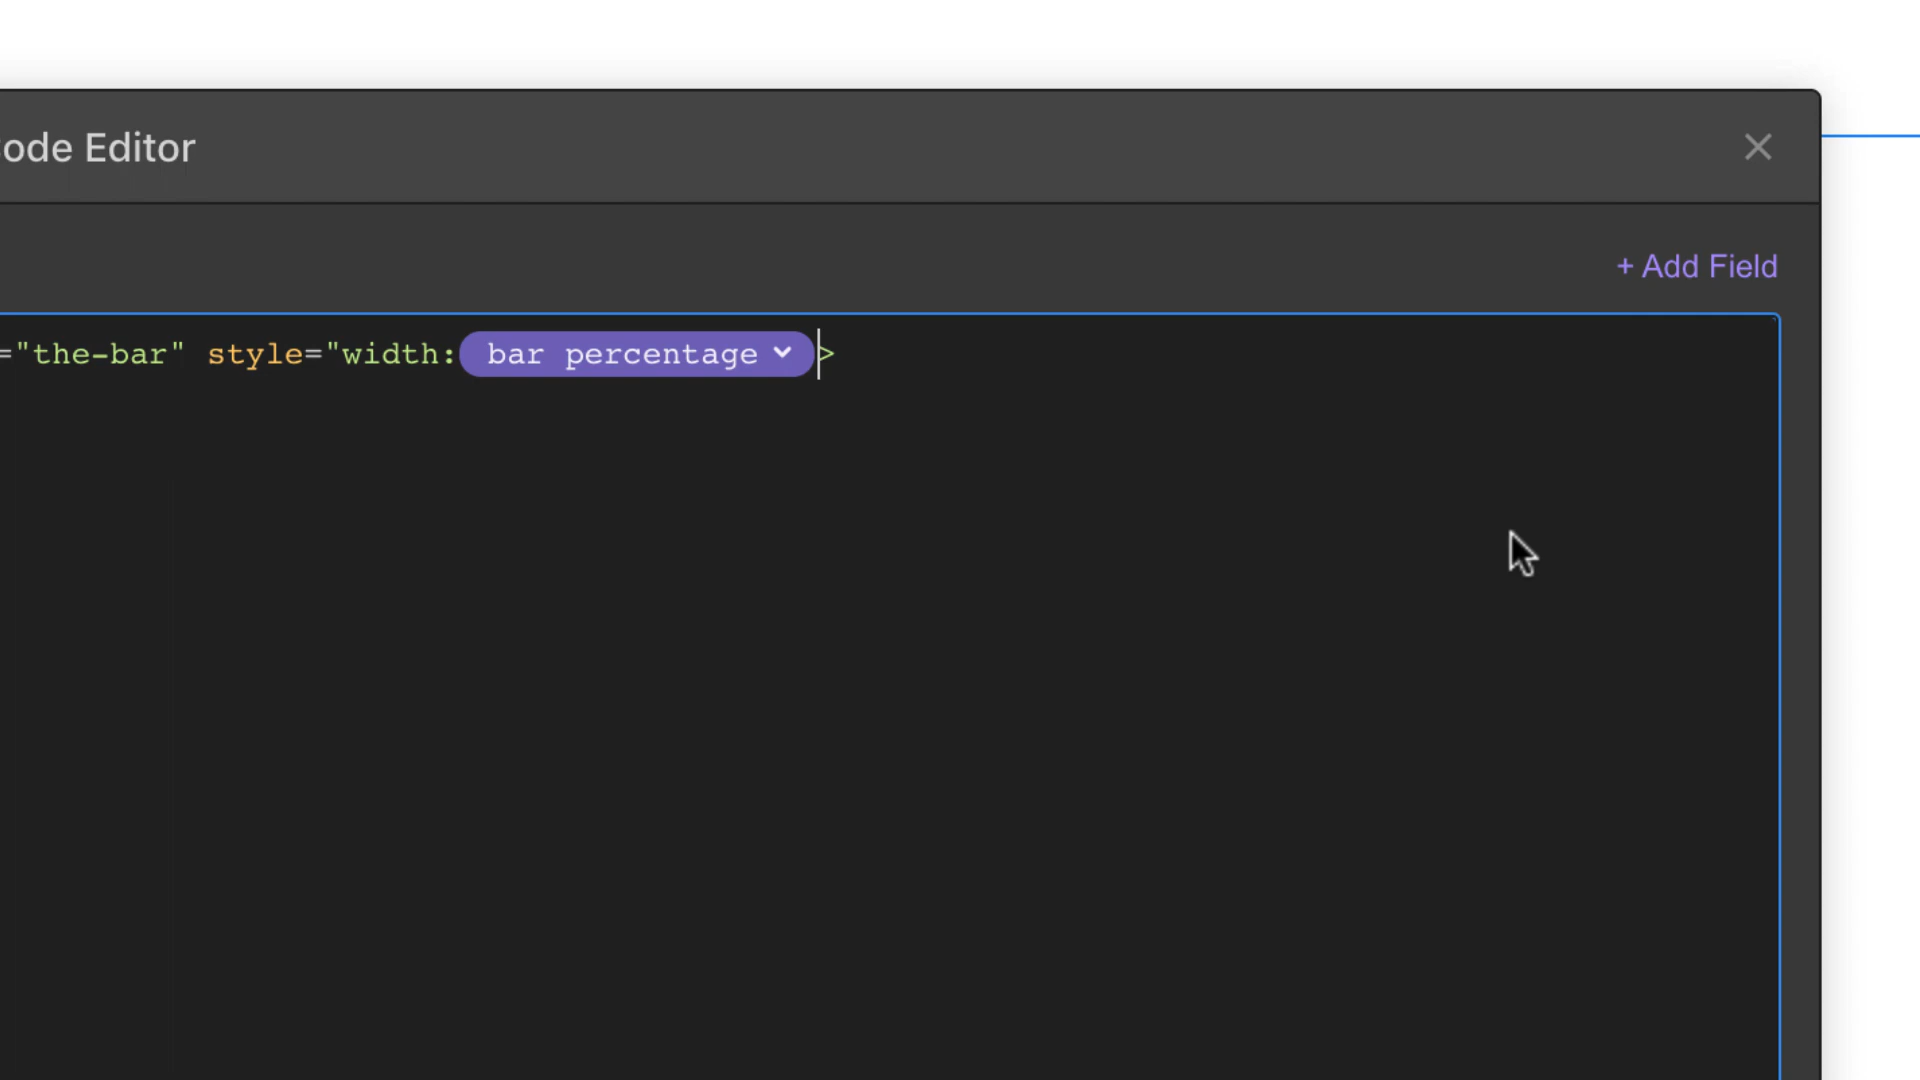 ode Editor
+ Add Field
="the-bar" style="width: bar percentage >